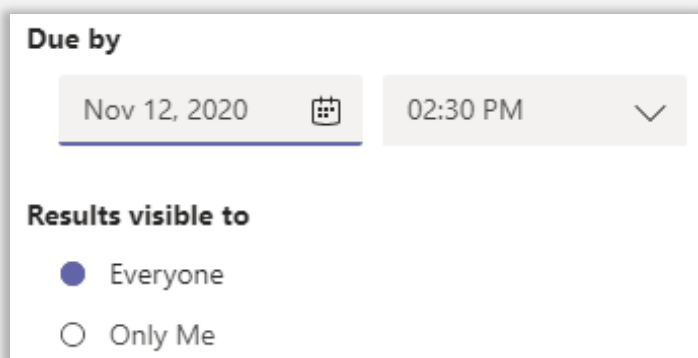 Due by
Nov 12, 2020 02:30 PM
Results visible to
Everyone
Only Me